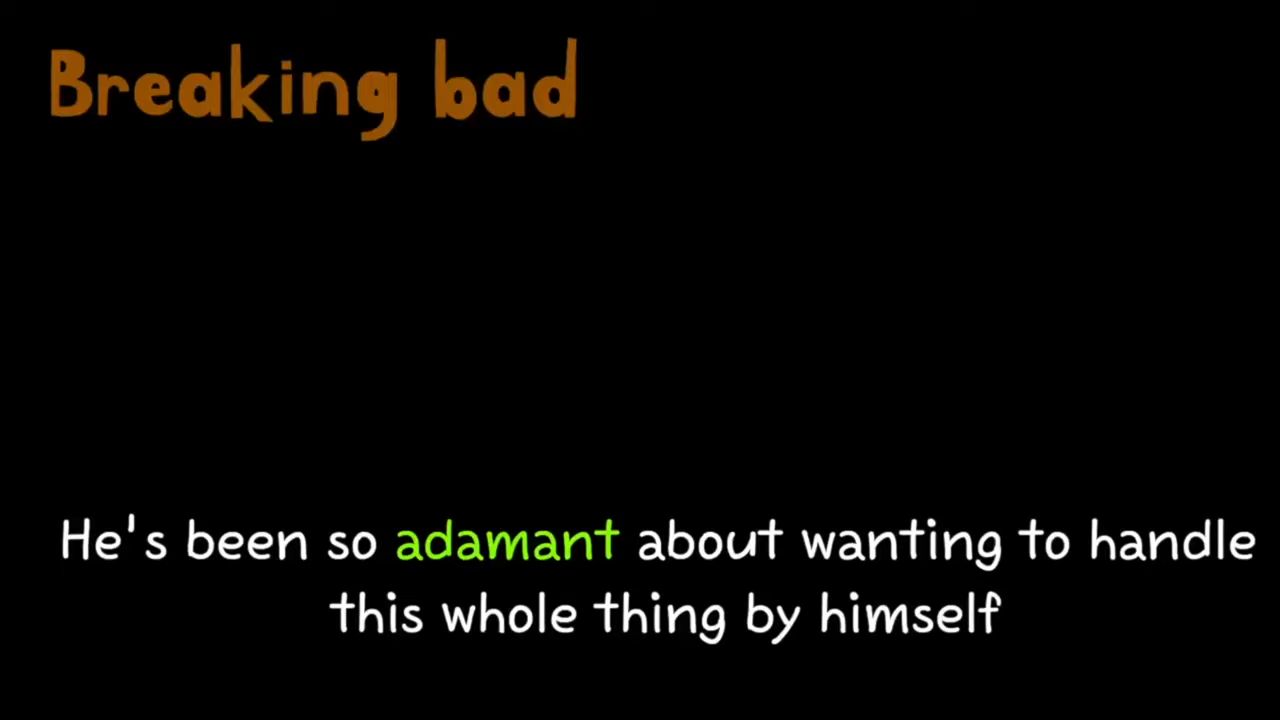 Breaking bad
He's been so adamant about wanting to handle
this whole thing by himself